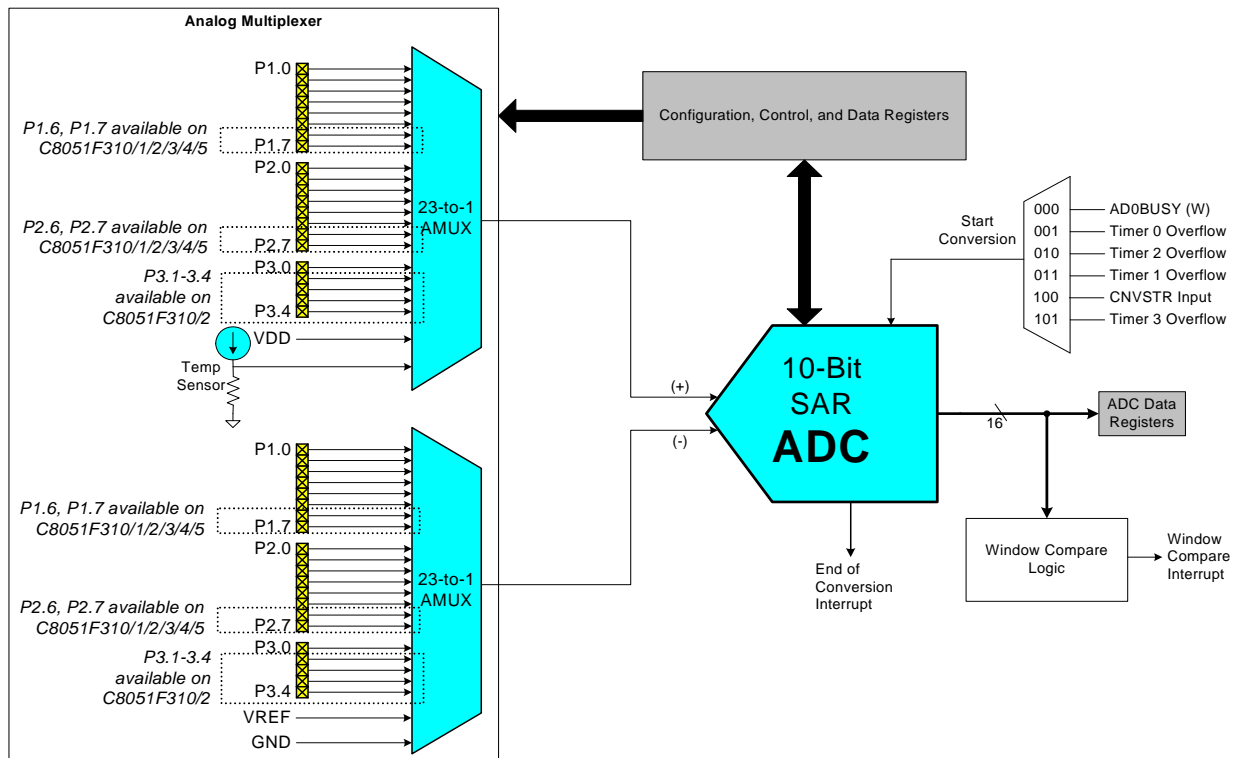 Analog Multiplexer
P1.0
P1.6, P1.7 available on
C8051F310/1/2/3/4/5
P1.7
P2.0
P2.6, P2.7 available on
C8051F310/1/2/3/4/5
P2.7
P3.0
P3.1-3.4
available on
C8051F310/2
P3.4
VDD
Temp
Sensor
23-to-1
AMUX
P1.0
P1.6, P1.7 available on
C8051F310/1/2/3/4/5
P1.7
P2.0
P2.6, P2.7 available on
C8051F310/1/2/3/4/5
P2.7
P3.0
P3.1-3.4
available on
C8051F310/2
P3.4
VREF
GND
23-to-1
AMUX
Configuration, Control, and Data Registers
Start
Conversion
000 AD0BUSY (W)
001 Timer 0 Overflow
010 Timer 2 Overflow
011 Timer 1 Overflow
100 CNVSTR Input
101 Timer 3 Overflow
(+)
(-)
10-Bit
SAR
ADC
16
ADC Data
Registers
End of
Conversion
Interrupt
Window Compare
Logic
Window
Compare
Interrupt